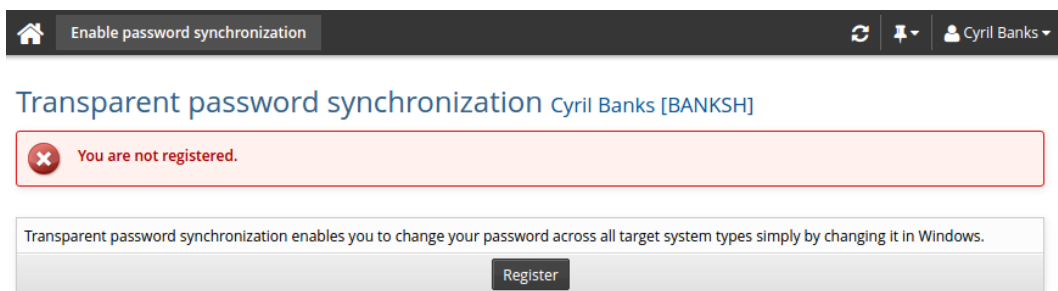 Enable password synchronization
Cyril Banks
Transparent password synchronization Cyril Banks [BANKSH]
You are not registered.
Transparent password synchronization enables you to change your password across all target system types simply by changing it in Windows.
Register